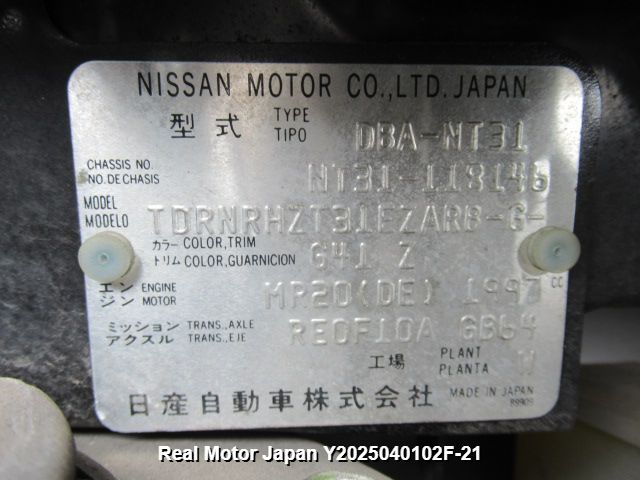 NISSAN MOTOR CO.,LTD.JAPAN
型式 TYPE TIPO DBA-NT31
CHASSIS NO. NO.DE CHASIS NT31-118146
MODEL MODELO TDRNRHZT31EZARB-G-
カラー COLOR,TRIM トリム COLOR,GUARNICION G41 Z
エンジン ENGINE MOTOR MR20(DE) 1997 CC
ミッション TRANS.,AXLE アクスル TRANS.,EJE RE0F10A GB64
工場 PLANT PLANTA W
日産自動車株式会社 MADE IN JAPAN
89909
Real Motor Japan Y2025040102F-21